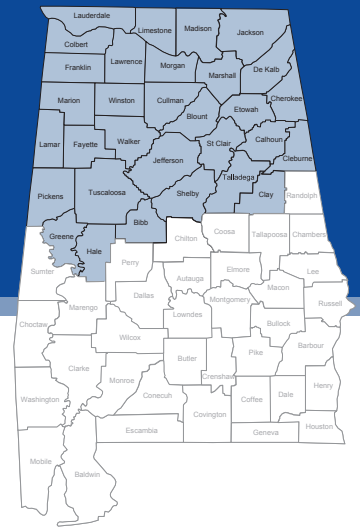 Lauderdale
Limestone
Madison
Jackson
Colbert
Franklin
Lawrence
Morgan
Marshall
De Kalb
Cherokee
Marion
Winston
Cullman
Blount
Etowah
Lamar
Fayette
Walker
Jefferson
St Clair
Calhoun
Cleburne
Pickens
Tuscaloosa
Shelby
Talladega
Clay
Randolph
Greene
Hale
Bibb
Chilton
Coosa
Tallapoosa
Chambers
Sumter
Perry
Autauga
Elmore
Lee
Macon
Marengo
Dallas
Lowndes
Montgomery
Russell
Choctaw
Bullock
Wilcox
Butler
Pike
Barbour
Clarke
Crenshaw
Monroe
Conecuh
Coffee
Dale
Henry
Washington
Covington
Escambia
Geneva
Houston
Mobile
Baldwin